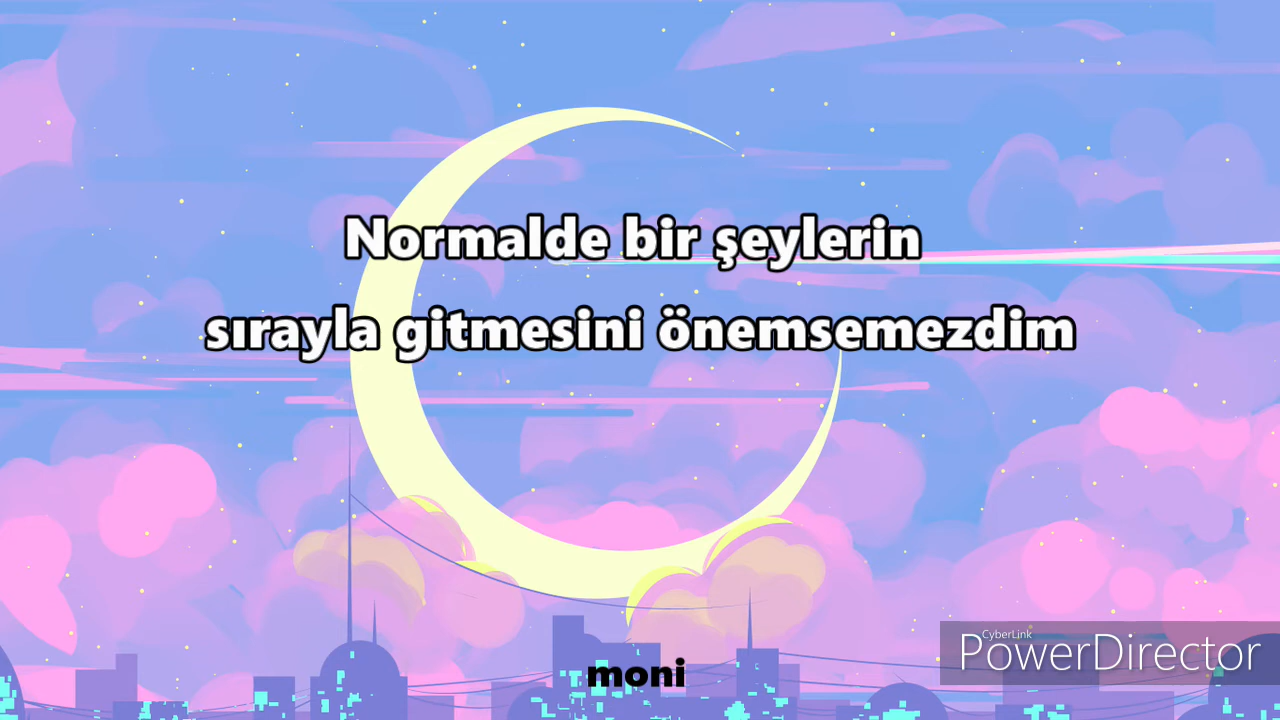 Normalde bir şeylerin
sırayla gitmesini önemsemezdim
moni
CyberLink
PowerDirector